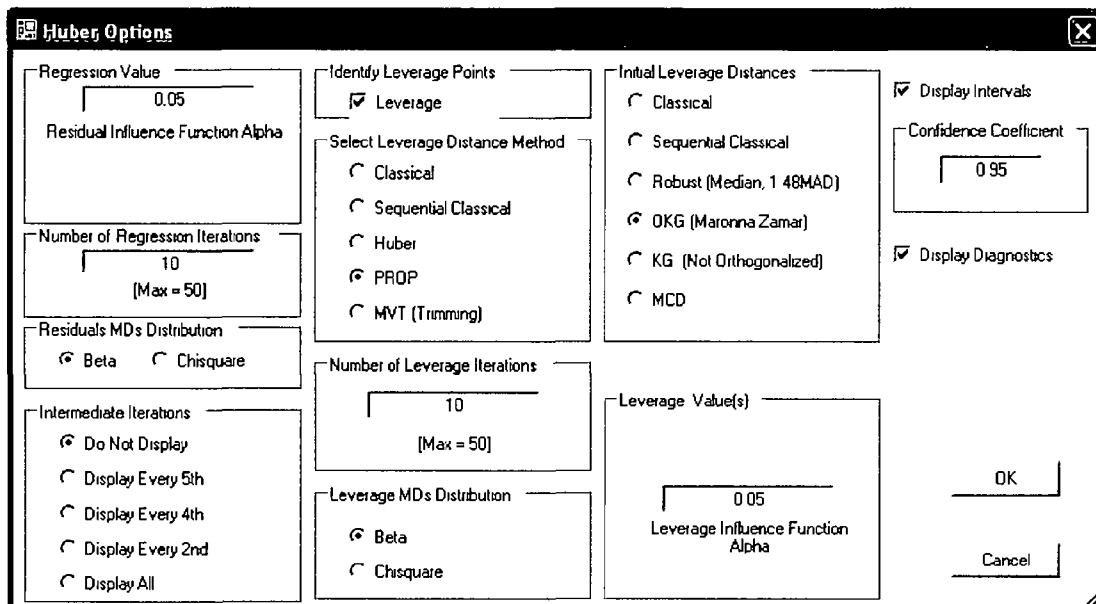 Huber Options
Regression Value
0.05
Residual Influence Function Alpha
Number of Regression Iterations
10
[Max = 50]
Residuals MDs Distribution
Beta
Chisquare
Intermediate Iterations
Do Not Display
Display Every 5th
Display Every 4th
Display Every 2nd
Display All
Identify Leverage Points
Leverage
Select Leverage Distance Method
Classical
Sequential Classical
Huber
PROP
MVT (Trimming)
Number of Leverage Iterations
10
[Max = 50]
Leverage MDs Distribution
Beta
Chisquare
Initial Leverage Distances
Classical
Sequential Classical
Robust (Median, 1 48MAD)
OKG (Maronna Zamar)
KG (Not Orthogonalized)
MCD
Leverage Value(s)
0 05
Leverage Influence Function
Alpha
Display Intervals
Confidence Coefficient
0 95
Display Diagnostics
OK
Cancel